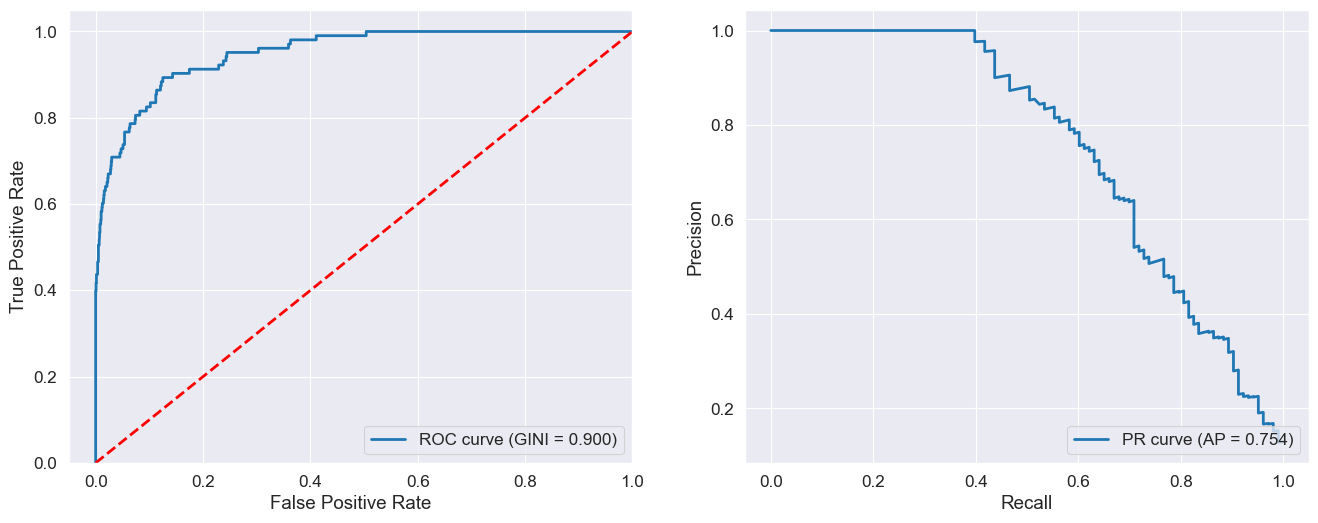 1.0
0.8
0.6
0.4
0.2
0.0
True Positive Rate
0.0 0.2 0.4 0.6 0.8 1.0
False Positive Rate
ROC curve (GINI = 0.900)
1.0
0.8
0.6
0.4
0.2
Precision
0.0 0.2 0.4 0.6 0.8 1.0
Recall
PR curve (AP = 0.754)